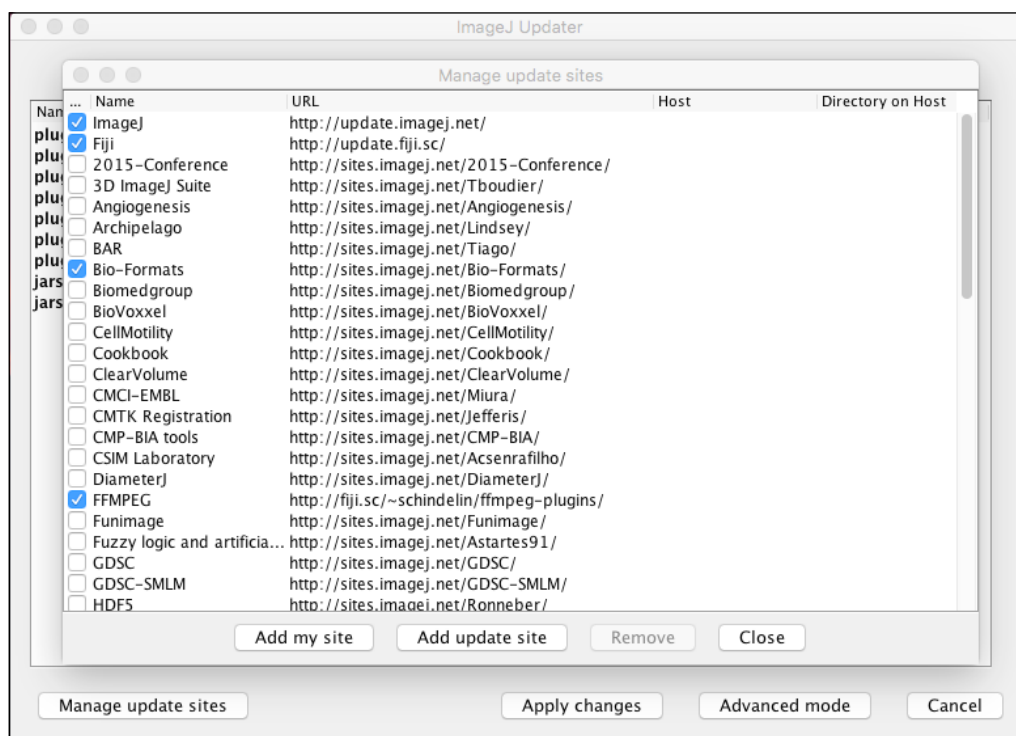 ImageJ Updater
Manage update sites
... Name URL Host Directory on Host
ImageJ http://update.imagej.net/
Fiji http://update.fiji.sc/
2015-Conference http://sites.imagej.net/2015-Conference/
3D ImageJ Suite http://sites.imagej.net/Tboudier/
Angiogenesis http://sites.imagej.net/Angiogenesis/
Archipelago http://sites.imagej.net/Lindsey/
BAR http://sites.imagej.net/Tiago/
Bio-Formats http://sites.imagej.net/Bio-Formats/
Biomedgroup http://sites.imagej.net/Biomedgroup/
BioVoxxel http://sites.imagej.net/BioVoxxel/
CellMotility http://sites.imagej.net/CellMotility/
Cookbook http://sites.imagej.net/Cookbook/
ClearVolume http://sites.imagej.net/ClearVolume/
CMCI-EMBL http://sites.imagej.net/Miura/
CMTK Registration http://sites.imagej.net/Jefferis/
CMP-BIA tools http://sites.imagej.net/CMP-BIA/
CSIM Laboratory http://sites.imagej.net/Acsenrafilho/
DiameterJ http://sites.imagej.net/DiameterJ/
FFMPEG http://fiji.sc/~schindelin/ffmpeg-plugins/
Funimage http://sites.imagej.net/Funimage/
Fuzzy logic and artificia... http://sites.imagej.net/Astartes91/
GDSC http://sites.imagej.net/GDSC/
GDSC-SMLM http://sites.imagej.net/GDSC-SMLM/
HDF5 http://sites.imagej.net/Ronneber/
Add my site Add update site Remove Close
Manage update sites Apply changes Advanced mode Cancel